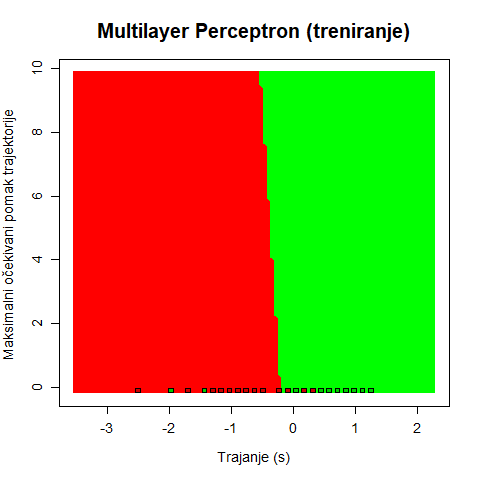 Multilayer Perceptron (treniranje)
Maksimalni očekivani pomak trajektorije
10
8
6
4
2
0
-3 -2 -1 0 1 2
Trajanje (s)